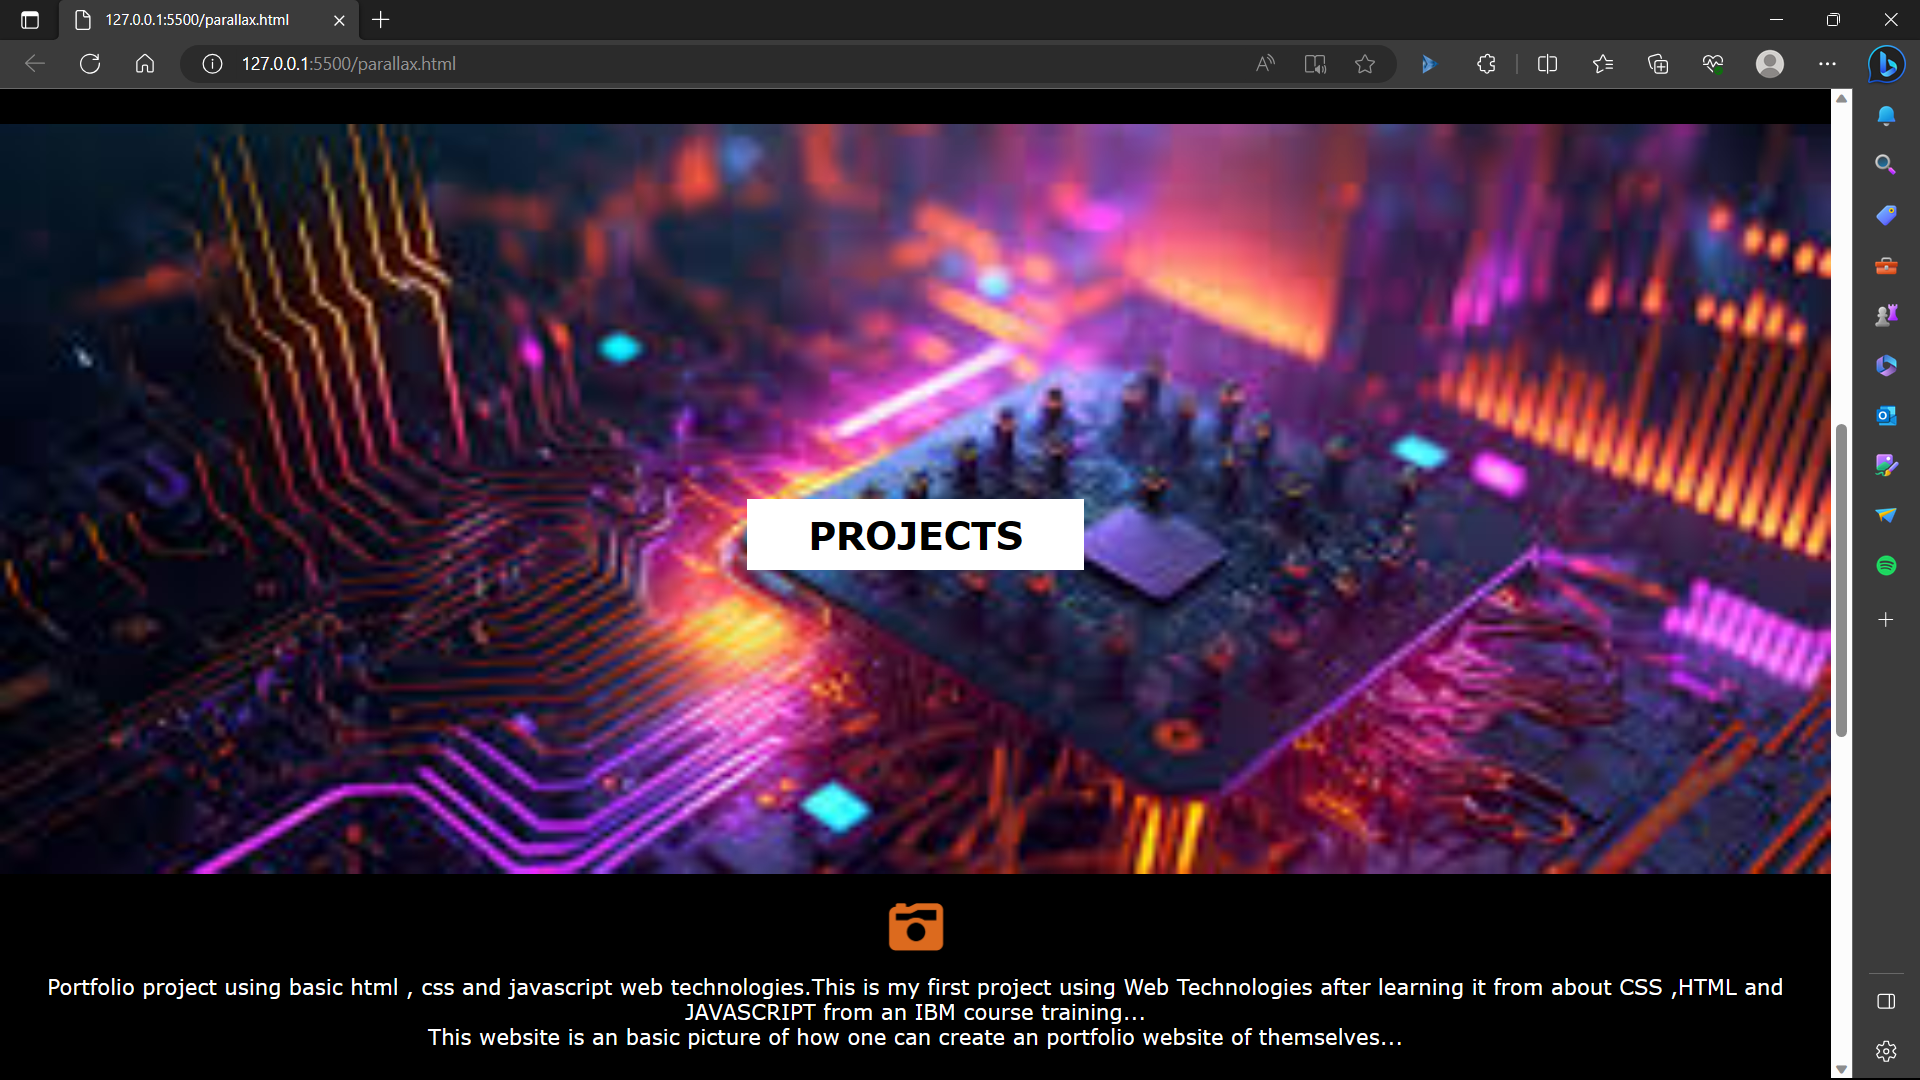 127.0.0.1:5500/parallax.html
127.0.0.1:5500/parallax.html
PROJECTS
Portfolio project using basic html , css and javascript web technologies.This is my first project using Web Technologies after learning it from about CSS ,HTML and
JAVASCRIPT from an IBM course training...
This website is an basic picture of how one can create an portfolio website of themselves...